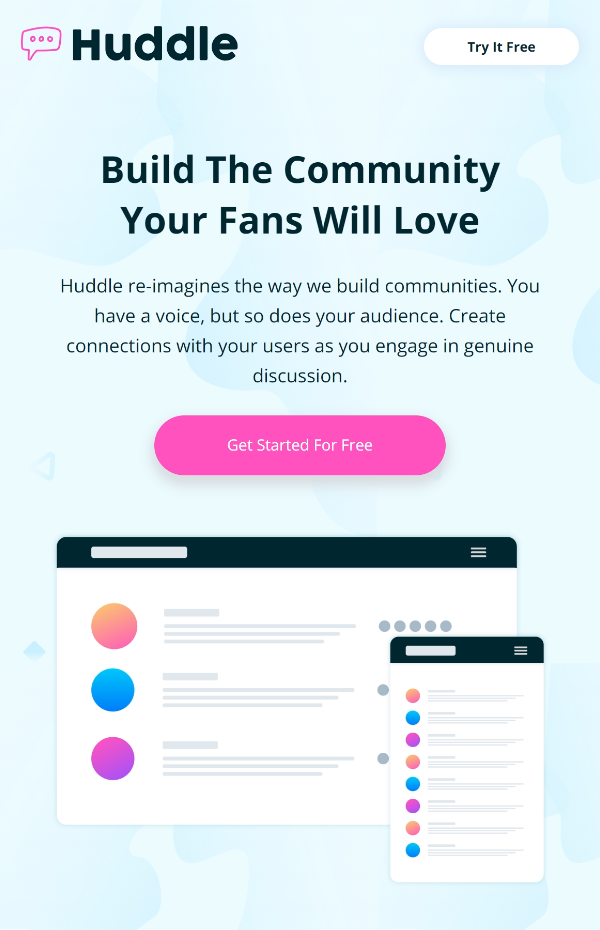 Huddle
Try It Free
Build The Community
Your Fans Will Love
Huddle re-imagines the way we build communities. You
have a voice, but so does your audience. Create
connections with your users as you engage in genuine
discussion.
Get Started For Free